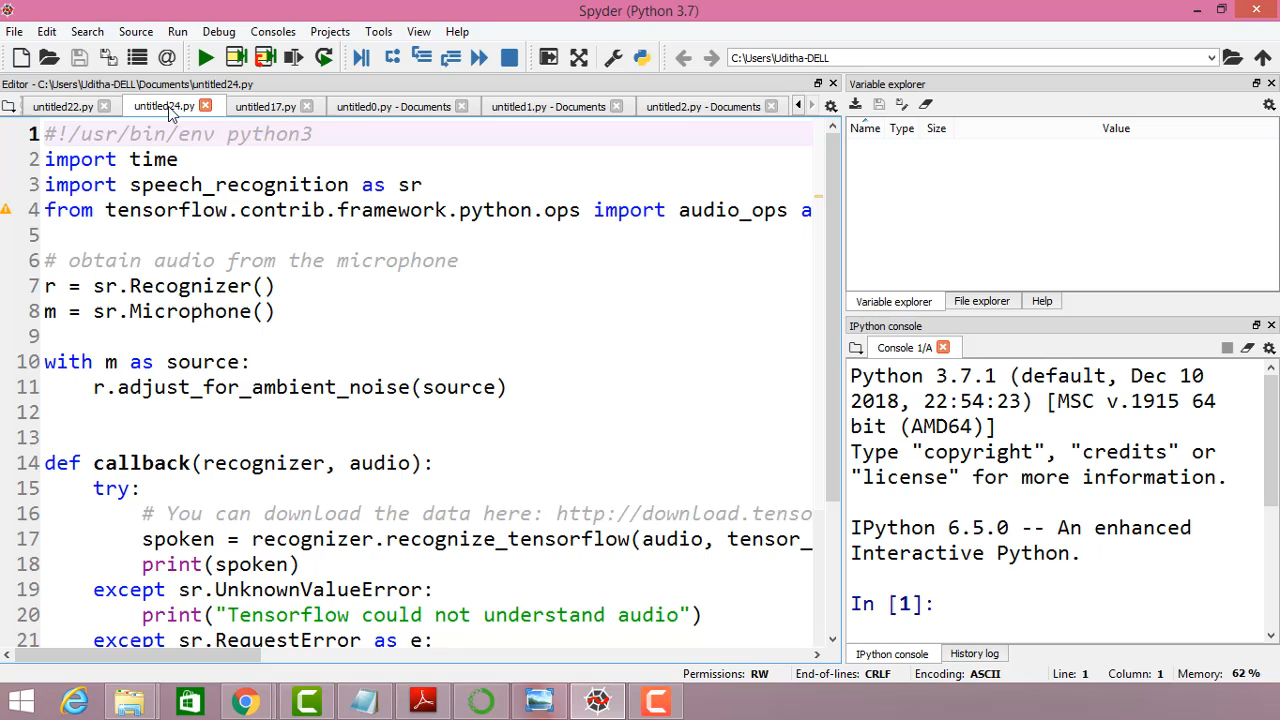 Spyder (Python 3.7)
File Edit Search Source Run Debug Consoles Projects Tools View Help
C:\Users\Uditha-DELL
Editor - C:\Users\Uditha-DELL\Documents\untitled24.py
untitled22.py untitled24.py untitled17.py untitled0.py - Documents untitled1.py - Documents untitled2.py - Documents
1 #!/usr/bin/env python3
2 import time
3 import speech_recognition as sr
4 from tensorflow.contrib.framework.python.ops import audio_ops a
5
6 # obtain audio from the microphone
7 r = sr.Recognizer()
8 m = sr.Microphone()
9
10 with m as source:
11 r.adjust_for_ambient_noise(source)
12
13
14 def callback(recognizer, audio):
15 try:
16 # You can download the data here: http://download.tenso
17 spoken = recognizer.recognize_tensorflow(audio, tensor_
18 print(spoken)
19 except sr.UnknownValueError:
20 print("Tensorflow could not understand audio")
21 except sr.RequestError as e:
Variable explorer
Name Type Size Value
Variable explorer File explorer Help
IPython console
Console 1/A
Python 3.7.1 (default, Dec 10
2018, 22:54:23) [MSC v.1915 64
bit (AMD64)]
Type "copyright", "credits" or
"license" for more information.
IPython 6.5.0 -- An enhanced
Interactive Python.
In [1]:
IPython console History log
Permissions: RW End-of-lines: CRLF Encoding: ASCII Line: 1 Column: 1 Memory: 62 %